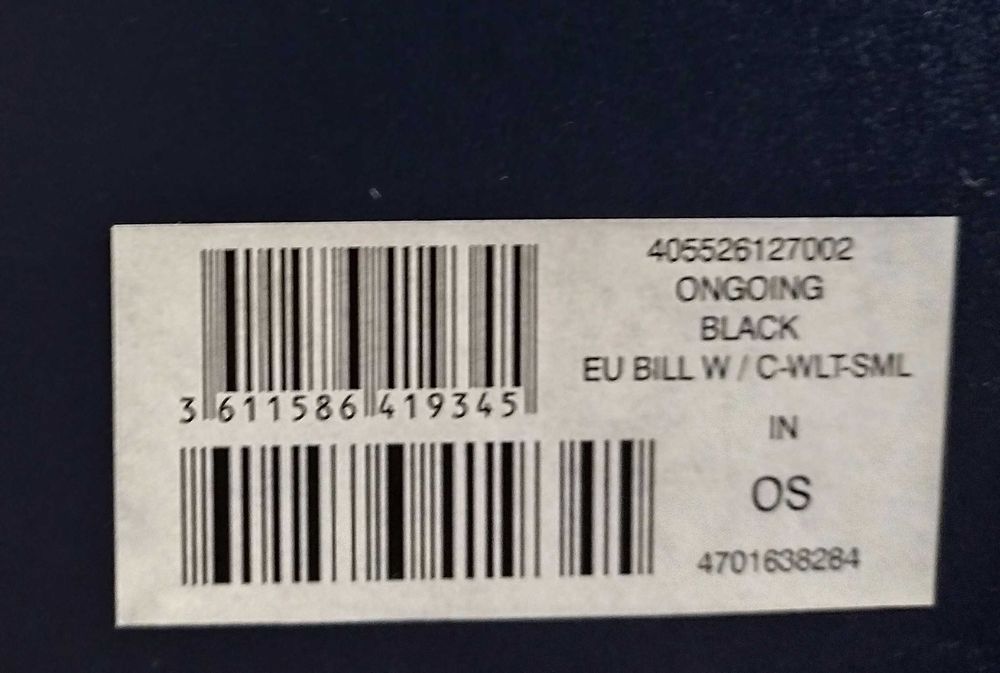 3 611586 419345
405526127002
ONGOING
BLACK
EU BILL W / C-WLT-SML
IN
OS
4701638284